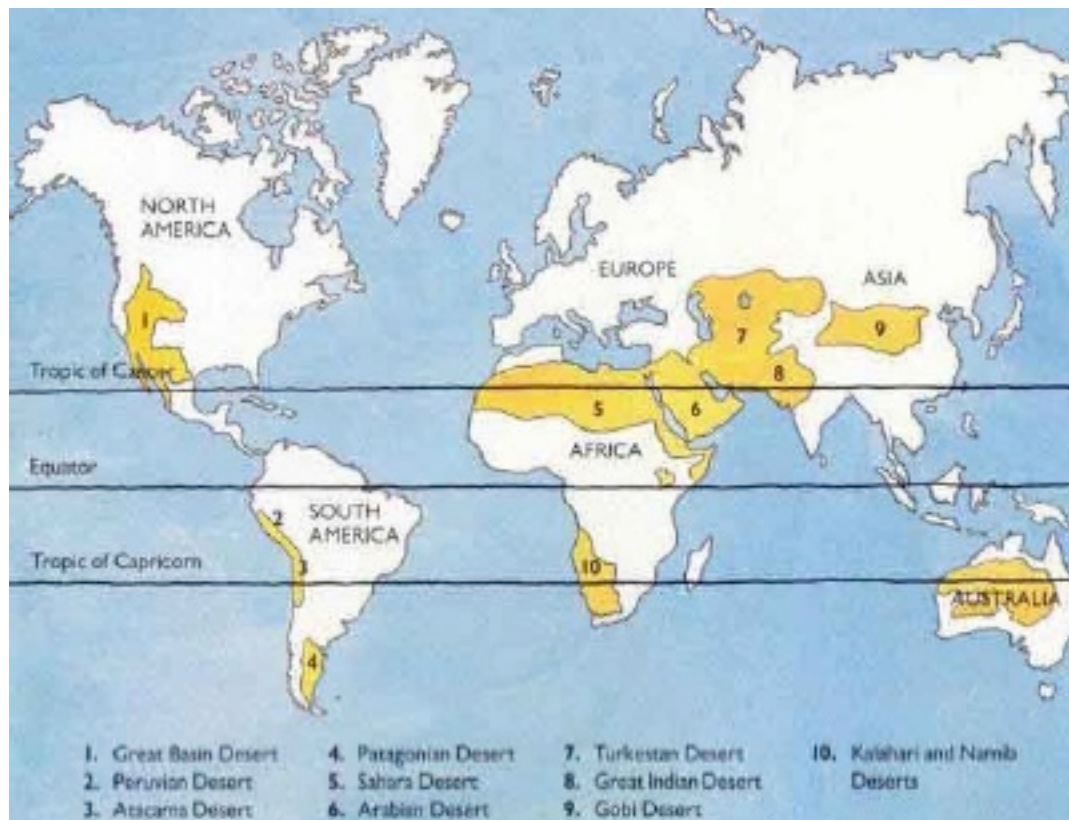 NORTH
AMERICA
EUROPE
ASIA
1
9
7
Tropic of Cancer
8
5
6
AFRICA
Equator
2
SOUTH
AMERICA
Tropic of Capricorn
3
10
AUSTRALIA
4
1. Great Basin Desert
2. Peruvian Desert
3. Atacama Desert
4. Patagonian Desert
5. Sahara Desert
6. Arabian Desert
7. Turkestan Desert
8. Great Indian Desert
9. Gobi Desert
10. Kalahari and Namib
Deserts